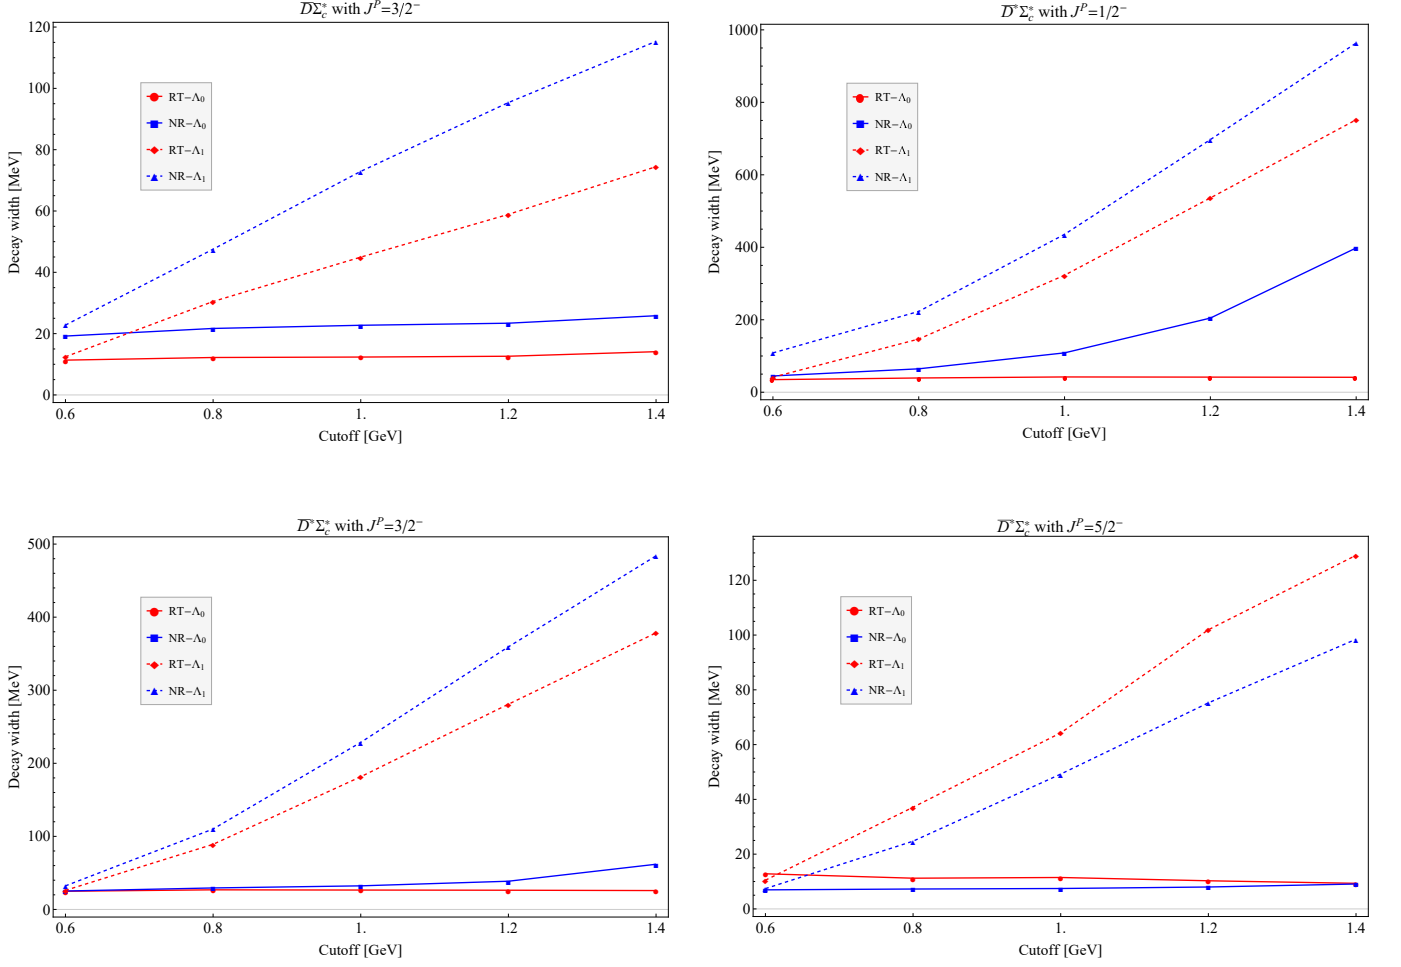 D̅Σc* with J^P=3/2⁻
Decay width [MeV]
120
100
80
60
40
20
0
RT−Λ₀
NR−Λ₀
RT−Λ₁
NR−Λ₁
0.6 0.8 1. 1.2 1.4
Cutoff [GeV]
D̅*Σc* with J^P=1/2⁻
Decay width [MeV]
1000
800
600
400
200
0
RT−Λ₀
NR−Λ₀
RT−Λ₁
NR−Λ₁
0.6 0.8 1. 1.2 1.4
Cutoff [GeV]
D̅*Σc* with J^P=3/2⁻
Decay width [MeV]
500
400
300
200
100
0
RT−Λ₀
NR−Λ₀
RT−Λ₁
NR−Λ₁
0.6 0.8 1. 1.2 1.4
Cutoff [GeV]
D̅*Σc* with J^P=5/2⁻
Decay width [MeV]
120
100
80
60
40
20
0
RT−Λ₀
NR−Λ₀
RT−Λ₁
NR−Λ₁
0.6 0.8 1. 1.2 1.4
Cutoff [GeV]